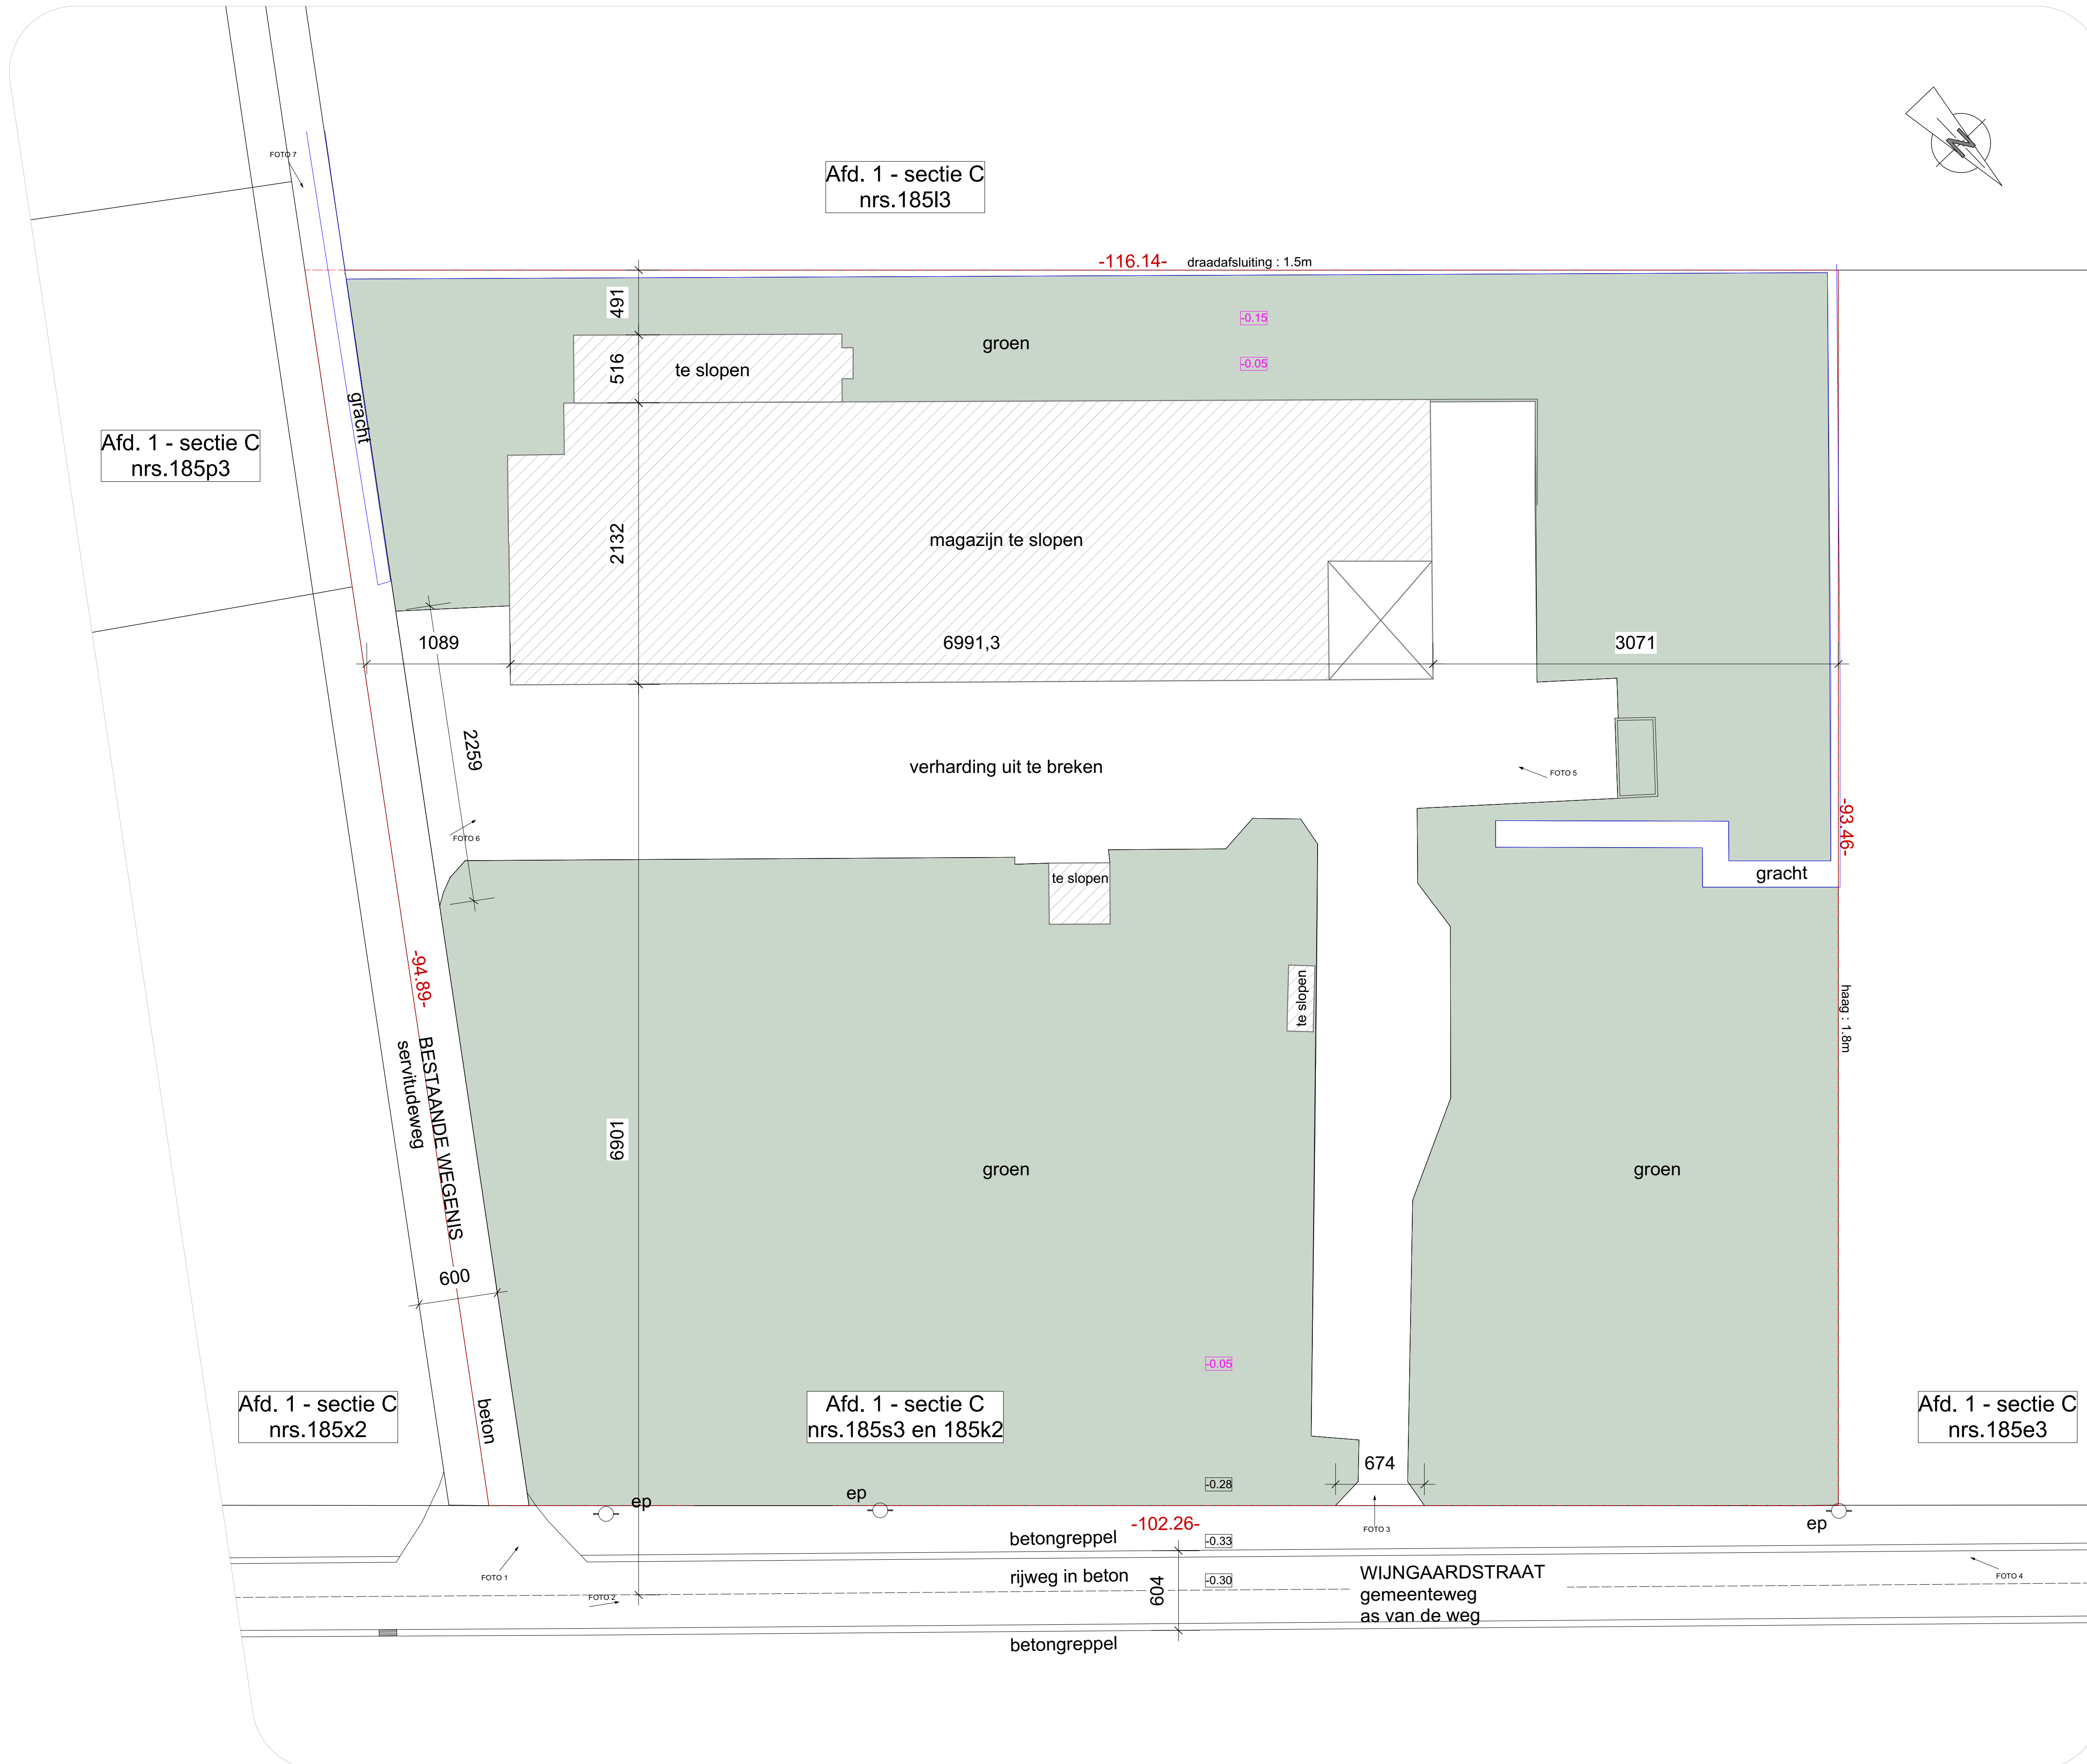 FOTO 7
Afd. 1 - sectie C
nrs.185l3
N
-116.14-
draadafsluiting : 1.5m
491
-0.15
groen
-0.05
516
te slopen
gracht
Afd. 1 - sectie C
nrs.185p3
2132
magazijn te slopen
1089
6991,3
3071
2259
verharding uit te breken
FOTO 5
FOTO 6
-93.46-
te slopen
gracht
-94.89-
te slopen
haag : 1.8m
BESTAANDE WEGENIS
servitudeweg
6901
groen
groen
600
-0.05
Afd. 1 - sectie C
nrs.185x2
beton
Afd. 1 - sectie C
nrs.185s3 en 185k2
Afd. 1 - sectie C
nrs.185e3
674
-0.28
ep
ep
ep
-102.26-
FOTO 3
betongreppel
-0.33
FOTO 1
rijweg in beton
604
-0.30
WIJNGAARDSTRAAT
gemeenteweg
as van de weg
FOTO 4
FOTO 2
betongreppel